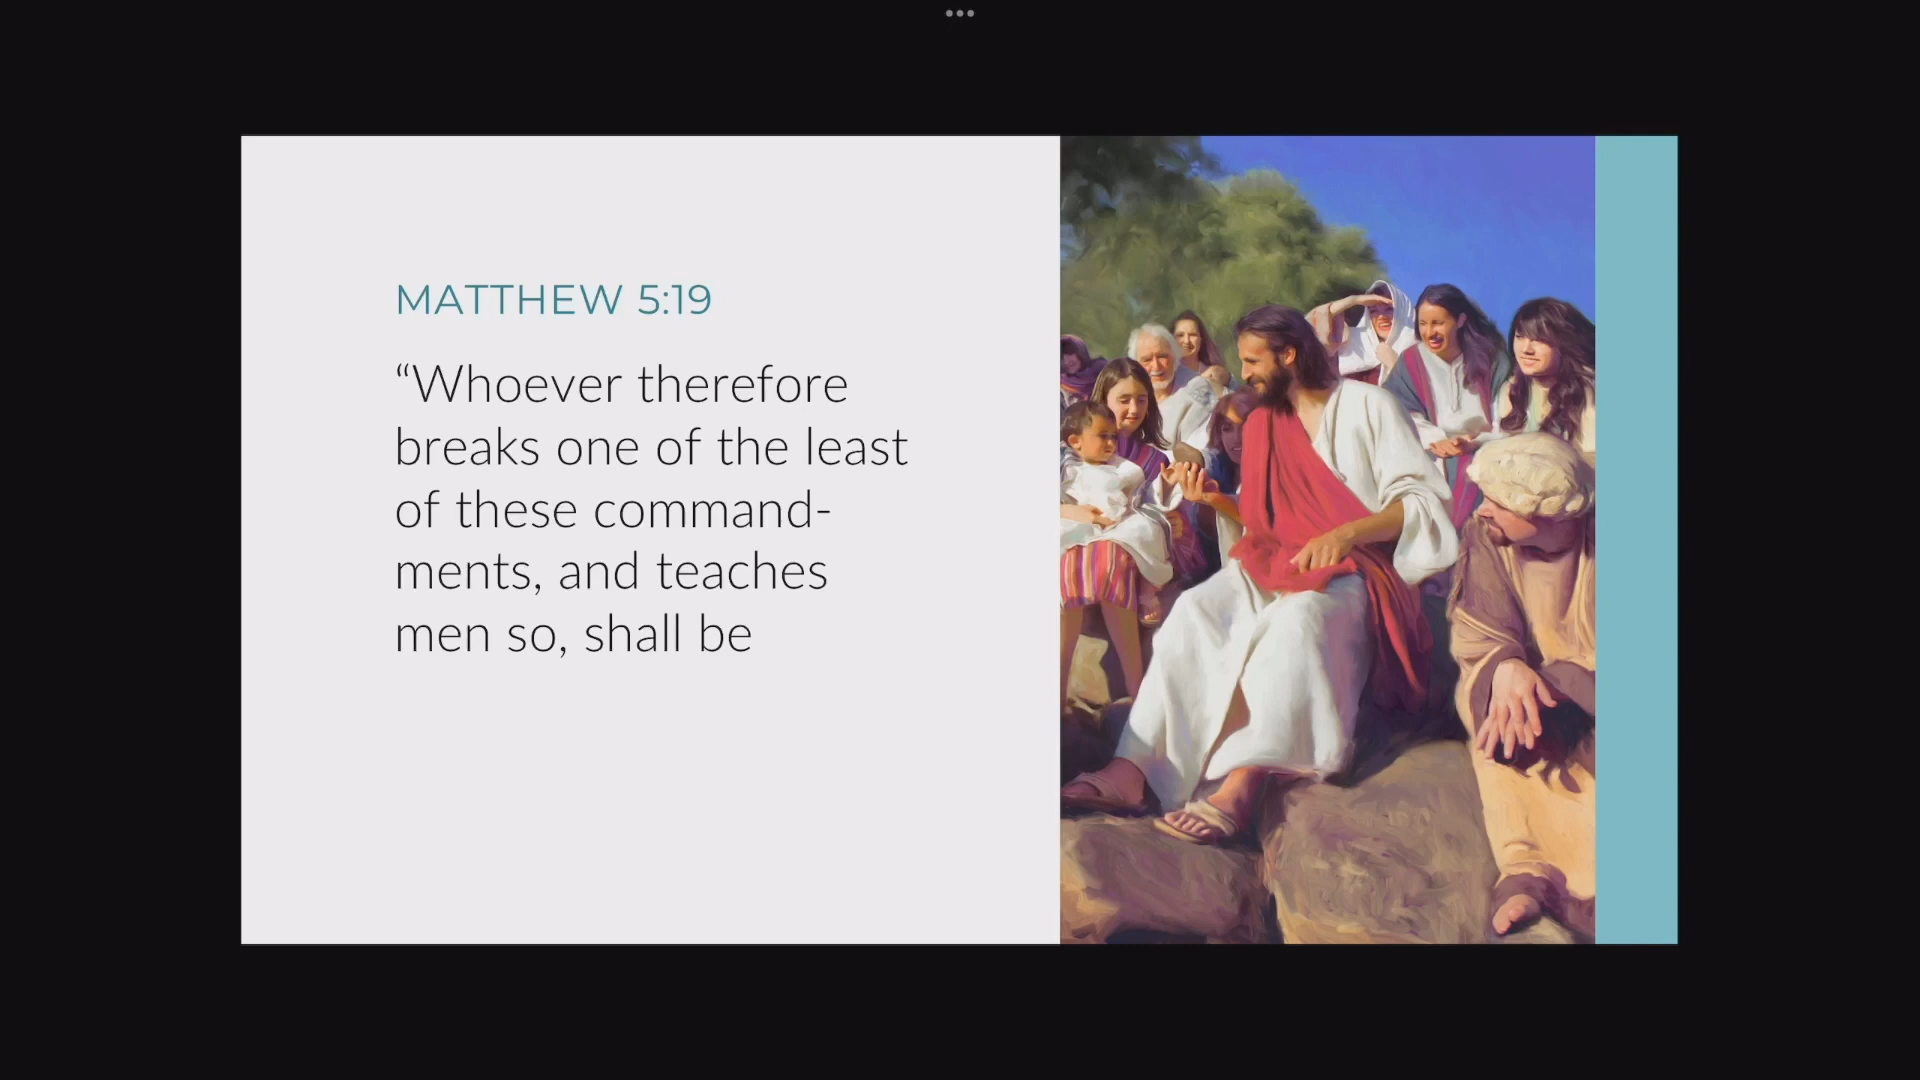 MATTHEW 5:19
“Whoever therefore
breaks one of the least
of these command-
ments, and teaches
men so, shall be